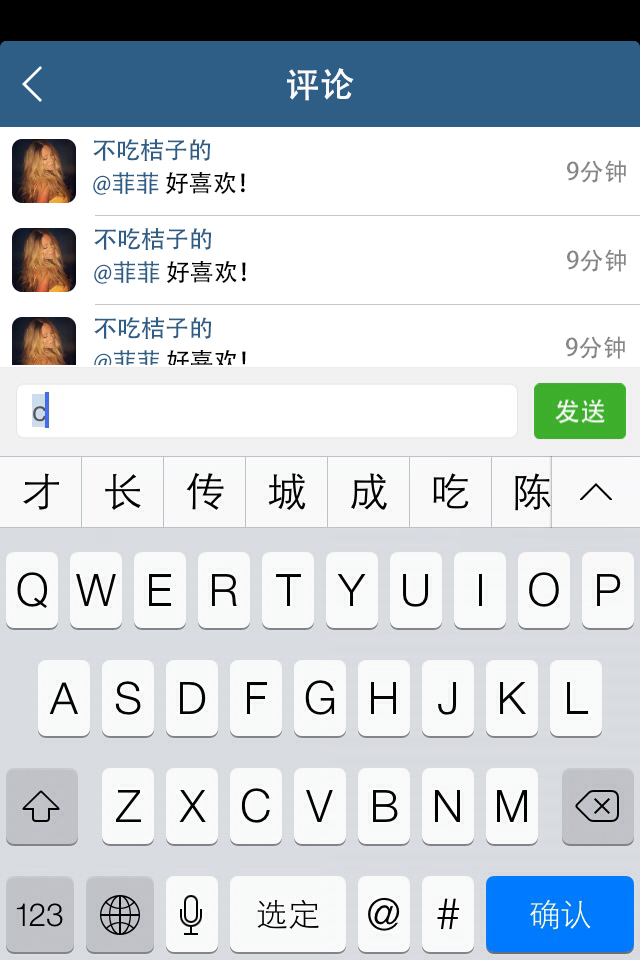 评论
不吃桔子的
@菲菲 好喜欢!
9分钟
不吃桔子的
@菲菲 好喜欢!
9分钟
不吃桔子的
@菲菲 好喜欢!
9分钟
c 发送
才 长 传 城 成 吃 陈
Q W E R T Y U I O P
A S D F G H J K L
Z X C V B N M
123 选定 @ # 确认